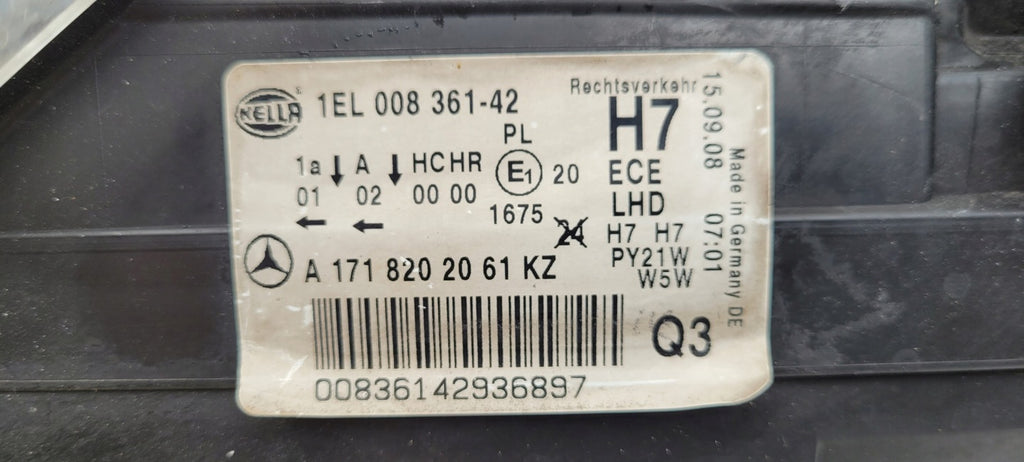 HELLA ®
1EL 008 361-42
Rechtsverkehr
H7
PL
1a A HCHR
E1 20
ECE
01 02 00 00
LHD
1675
24
H7 H7
PY21W
W5W
A 171 820 20 61 KZ
Q3
00836142936897
15.09.08 07:01
Made in Germany DE